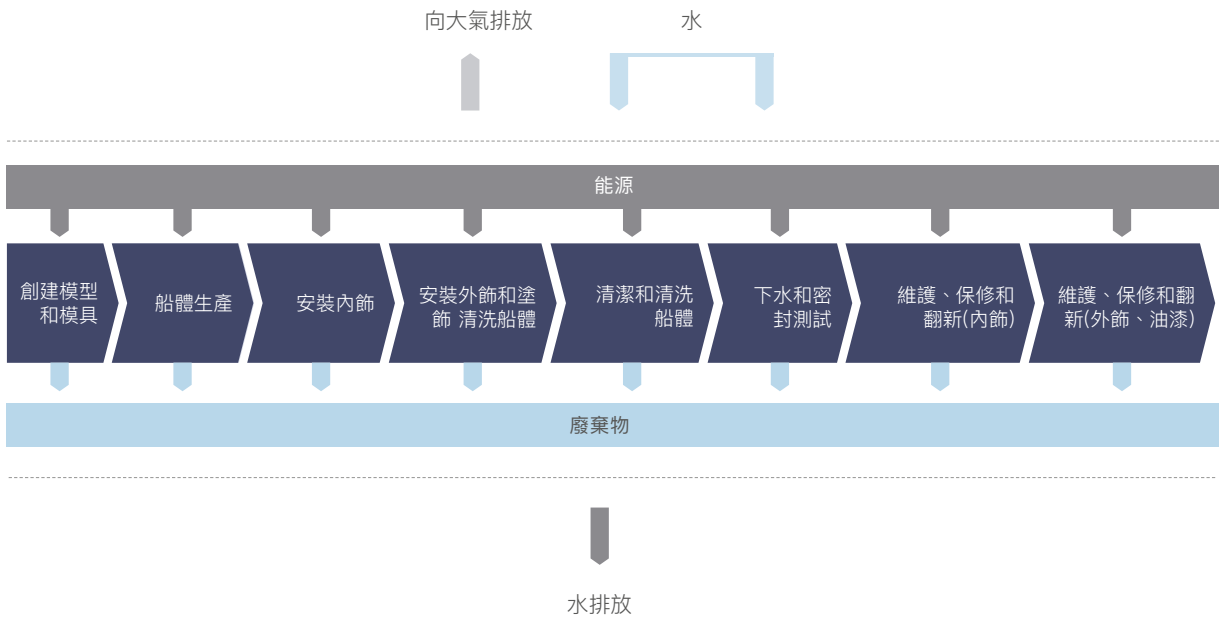 向大氣排放
水
能源
創建模型
和模具
船體生產
安裝內飾
安裝外飾和塗
飾 清洗船體
清潔和清洗
船體
下水和密
封測試
維護、保修和
翻新(內飾)
維護、保修和翻
新(外飾、油漆)
廢棄物
水排放